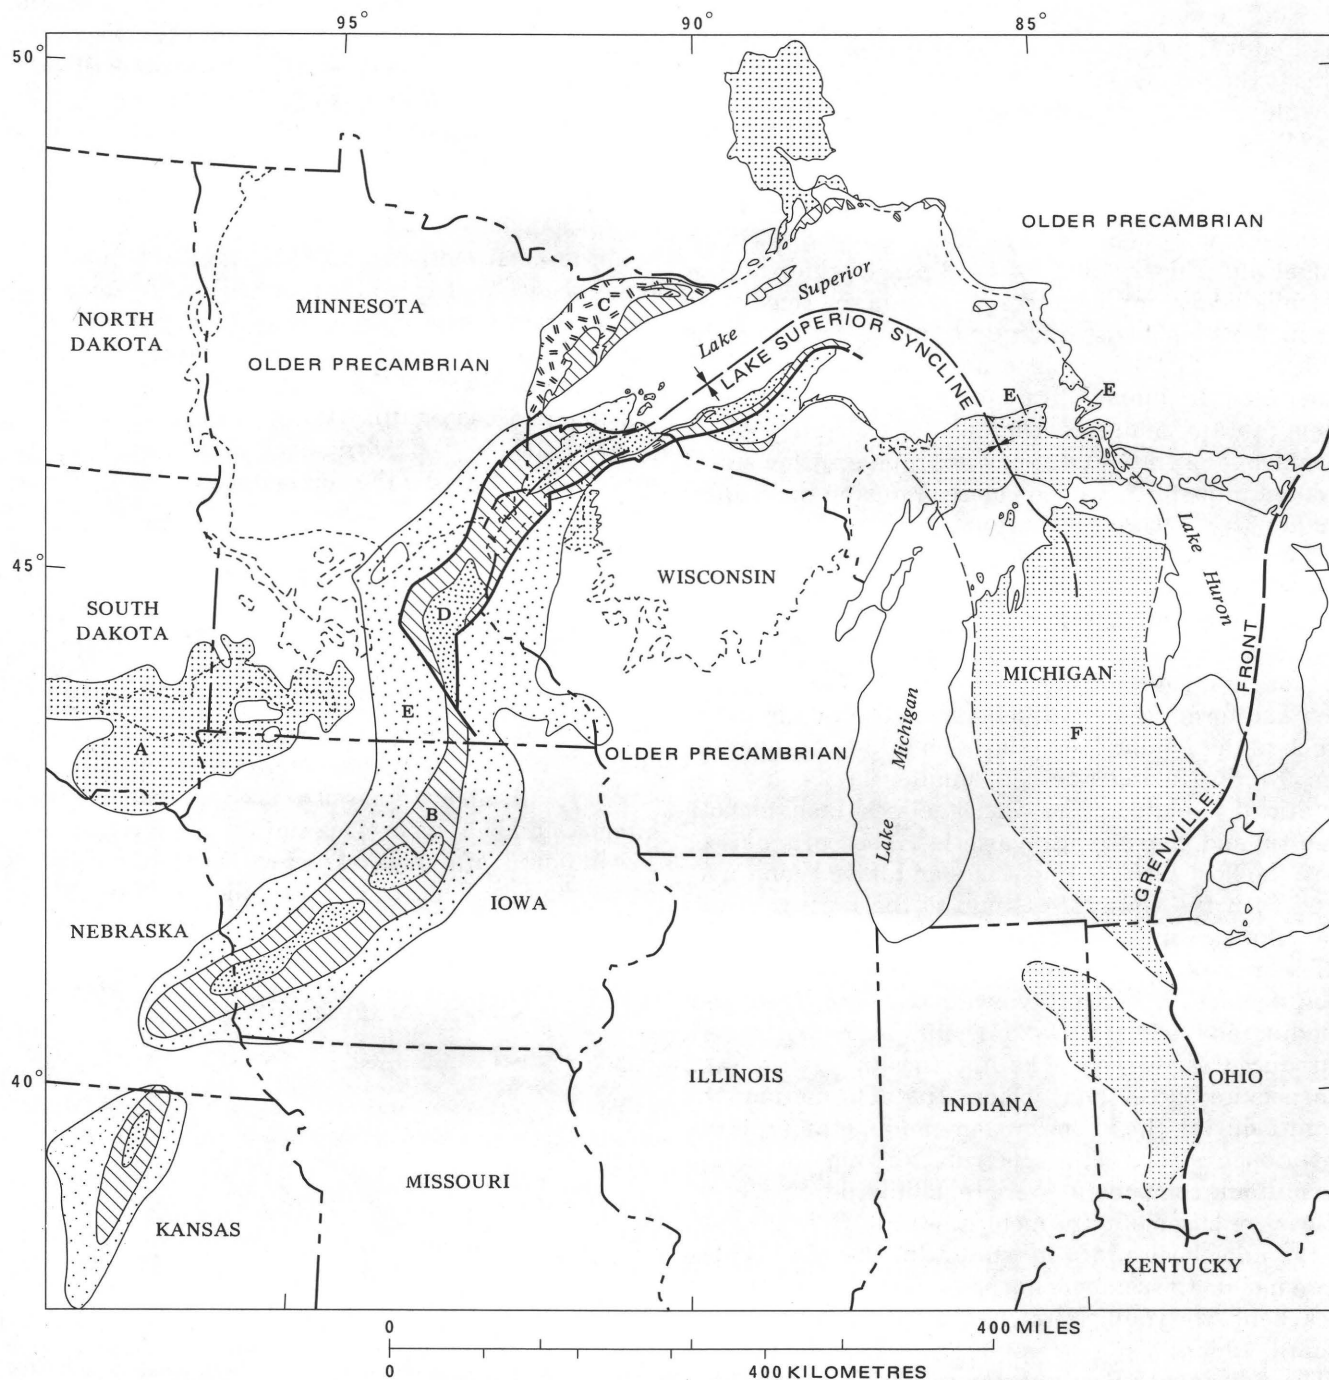 95°
90°
85°
50°
OLDER PRECAMBRIAN
Superior
C
MINNESOTA
NORTH
DAKOTA
Lake
LAKE SUPERIOR SYNCLINE
OLDER PRECAMBRIAN
E
E
Lake
Huron
45°
WISCONSIN
SOUTH
DAKOTA
D
FRONT
MICHIGAN
E
Michigan
A
OLDER PRECAMBRIAN
F
B
Lake
GRENVILLE
IOWA
NEBRASKA
40°
ILLINOIS
OHIO
INDIANA
MISSOURI
KANSAS
KENTUCKY
0
400 MILES
0
400 KILOMETRES